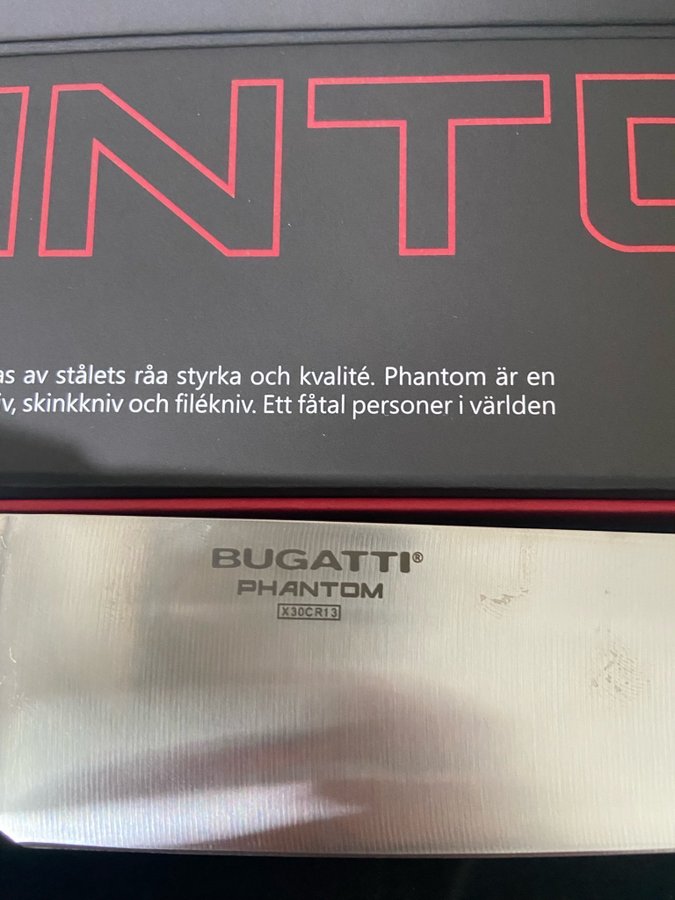 NTO
as av stålets råa styrka och kvalité. Phantom är en
v, skinkkniv och filékniv. Ett fåtal personer i världen
BUGATTI®
PHANTOM
X30CR13